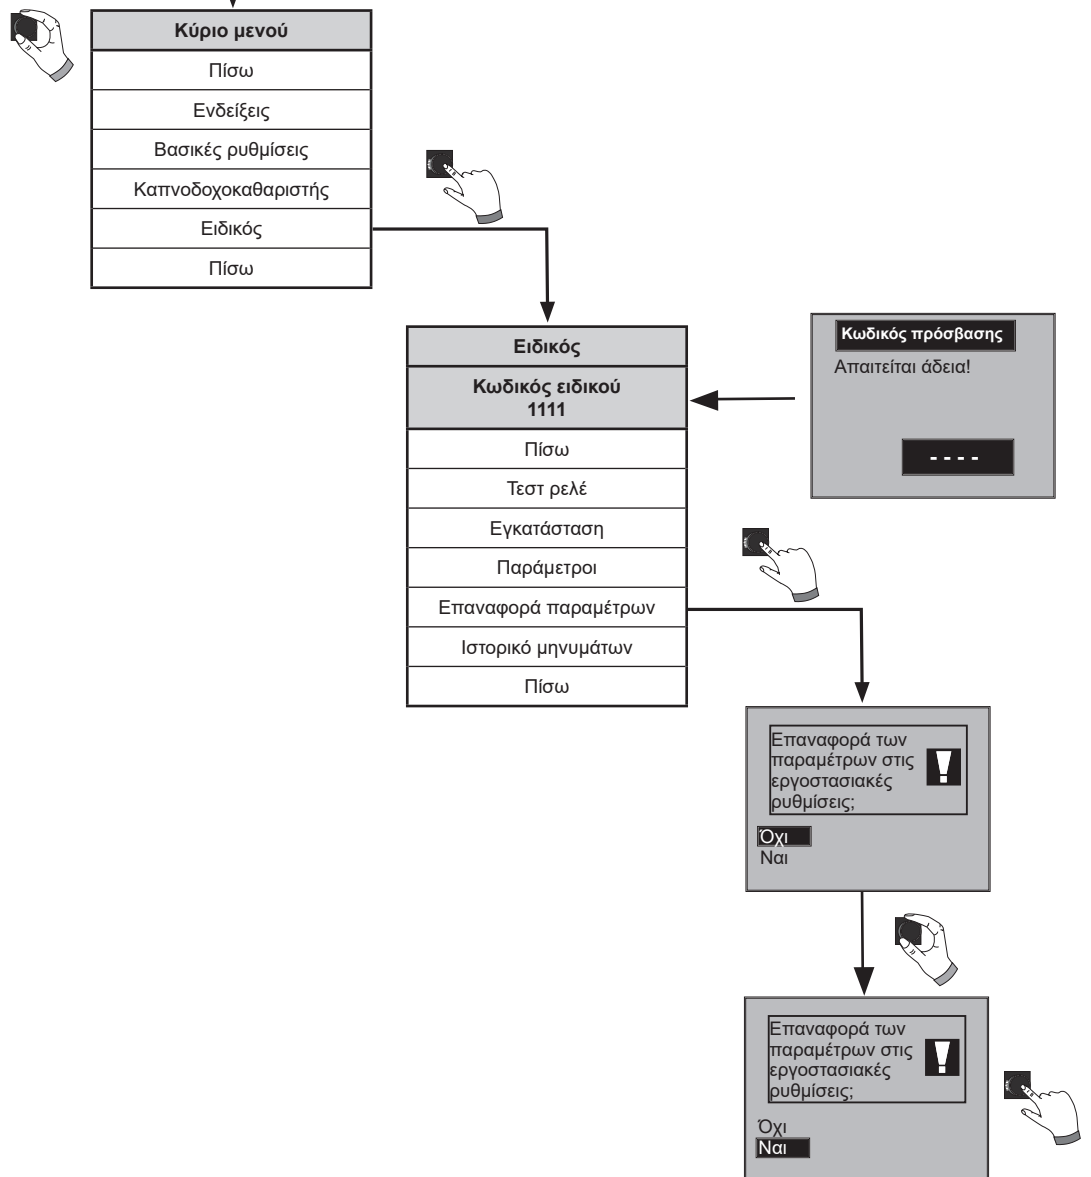 Κύριο μενού
Πίσω
Ενδείξεις
Βασικές ρυθμίσεις
Καπνοδοχοκαθαριστής
Ειδικός
Πίσω
Ειδικός
Κωδικός ειδικού
1111
Πίσω
Τεστ ρελέ
Εγκατάσταση
Παράμετροι
Επαναφορά παραμέτρων
Ιστορικό μηνυμάτων
Πίσω
Κωδικός πρόσβασης
Απαιτείται άδεια!
- - - -
Επαναφορά των
παραμέτρων στις
εργοστασιακές
ρυθμίσεις;
!
Όχι
Ναι
Επαναφορά των
παραμέτρων στις
εργοστασιακές
ρυθμίσεις;
!
Όχι
Ναι